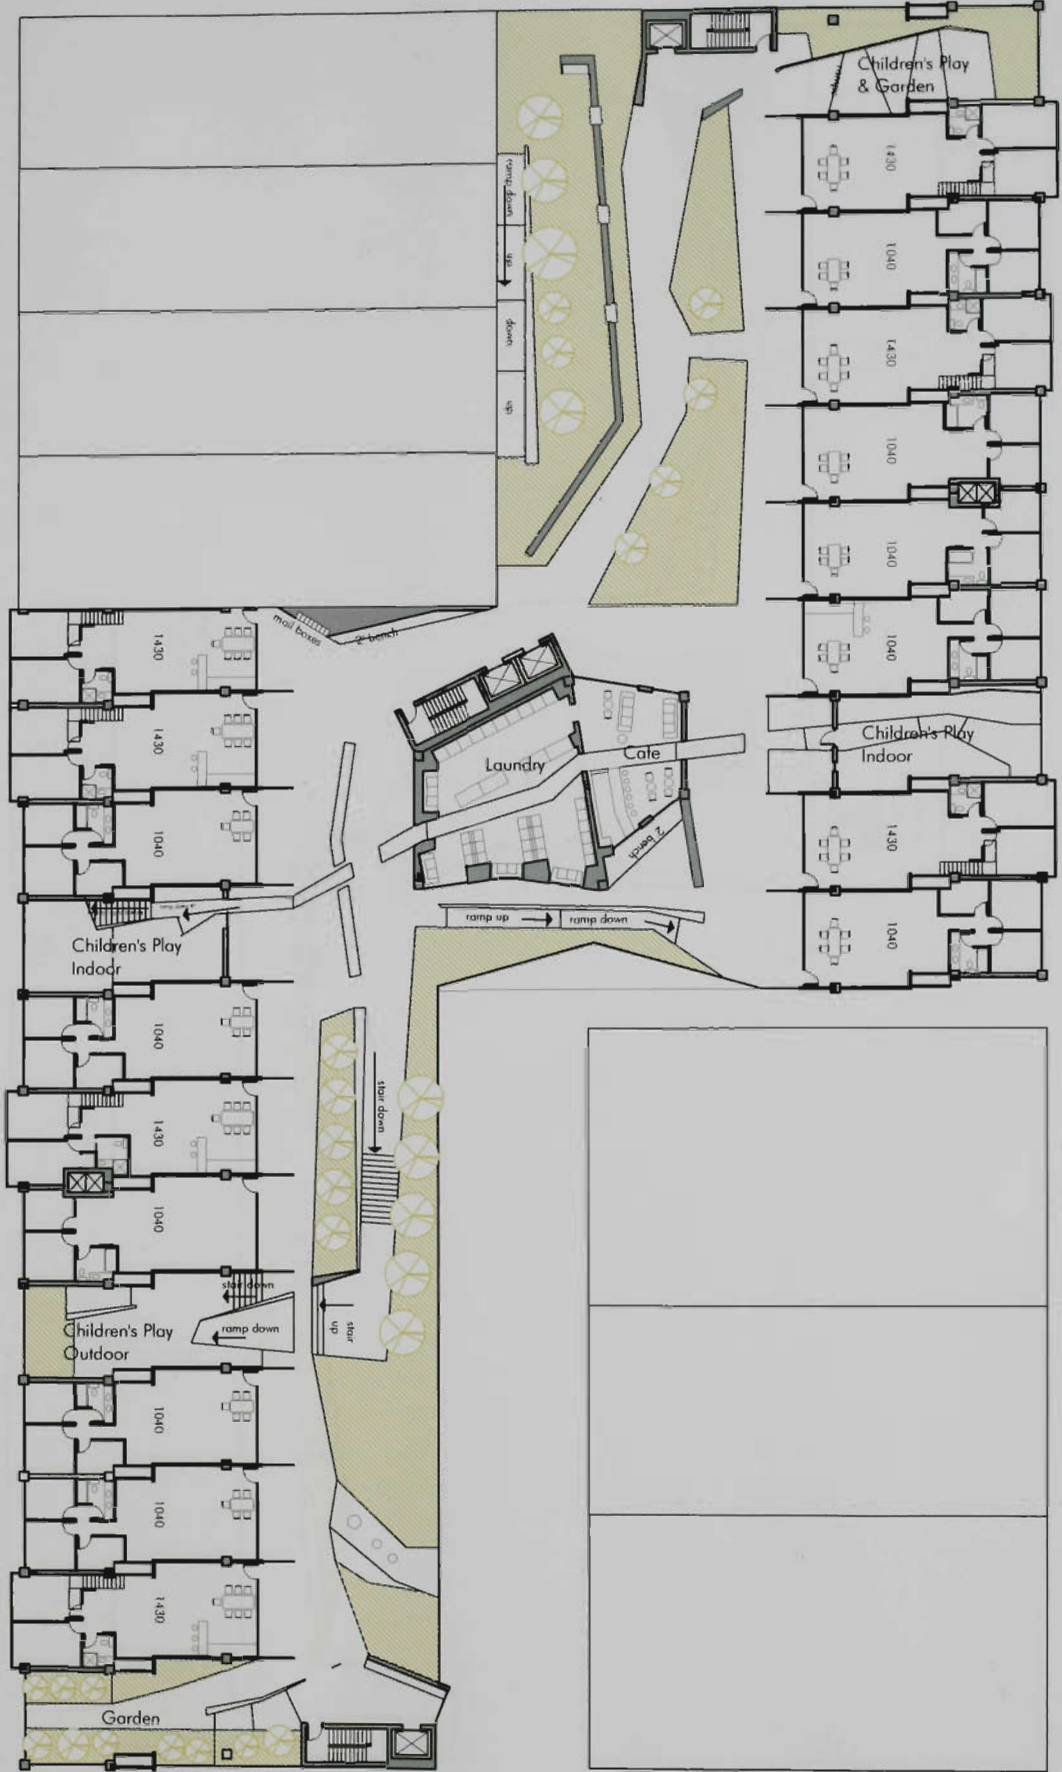 Children's Play
& Garden
1430
ramp down
up
1040
down
1430
up
1040
1040
1040
mail boxes
2' bench
1430
1430
Children's Play
Indoor
Laundry
Cafe
1040
2' bench
1430
ramp up
ramp down
1040
Children's Play
Indoor
1040
stair down
1430
1040
stair down
ramp down
stair
up
Children's Play
Outdoor
1040
1040
1430
Garden